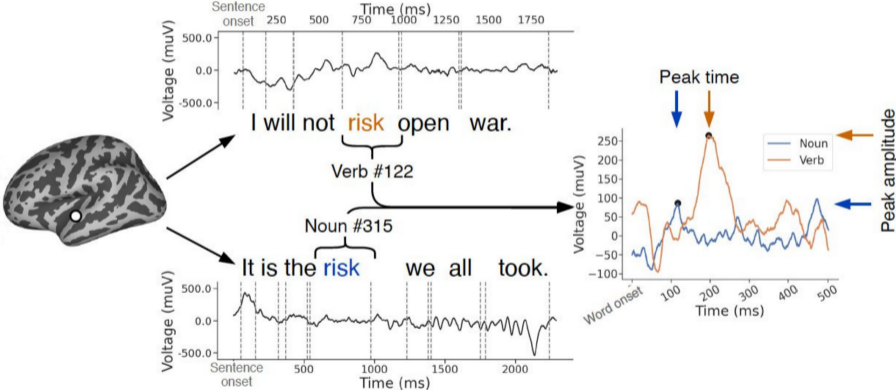 Sentence onset
Time (ms)
250 500 750 1000 1250 1500 1750
Voltage (muV)
500.0
0.0
-500.0
I will not risk open war.
Verb #122
Noun #315
It is the risk we all took.
Voltage (muV)
500.0
0.0
-500.0
Sentence onset
500 1000 1500 2000
Time (ms)
Peak time
Peak amplitude
Noun
Verb
Voltage (muV)
250
200
150
100
50
0
−50
−100
Word onset 100 200 300 400 500
Time (ms)